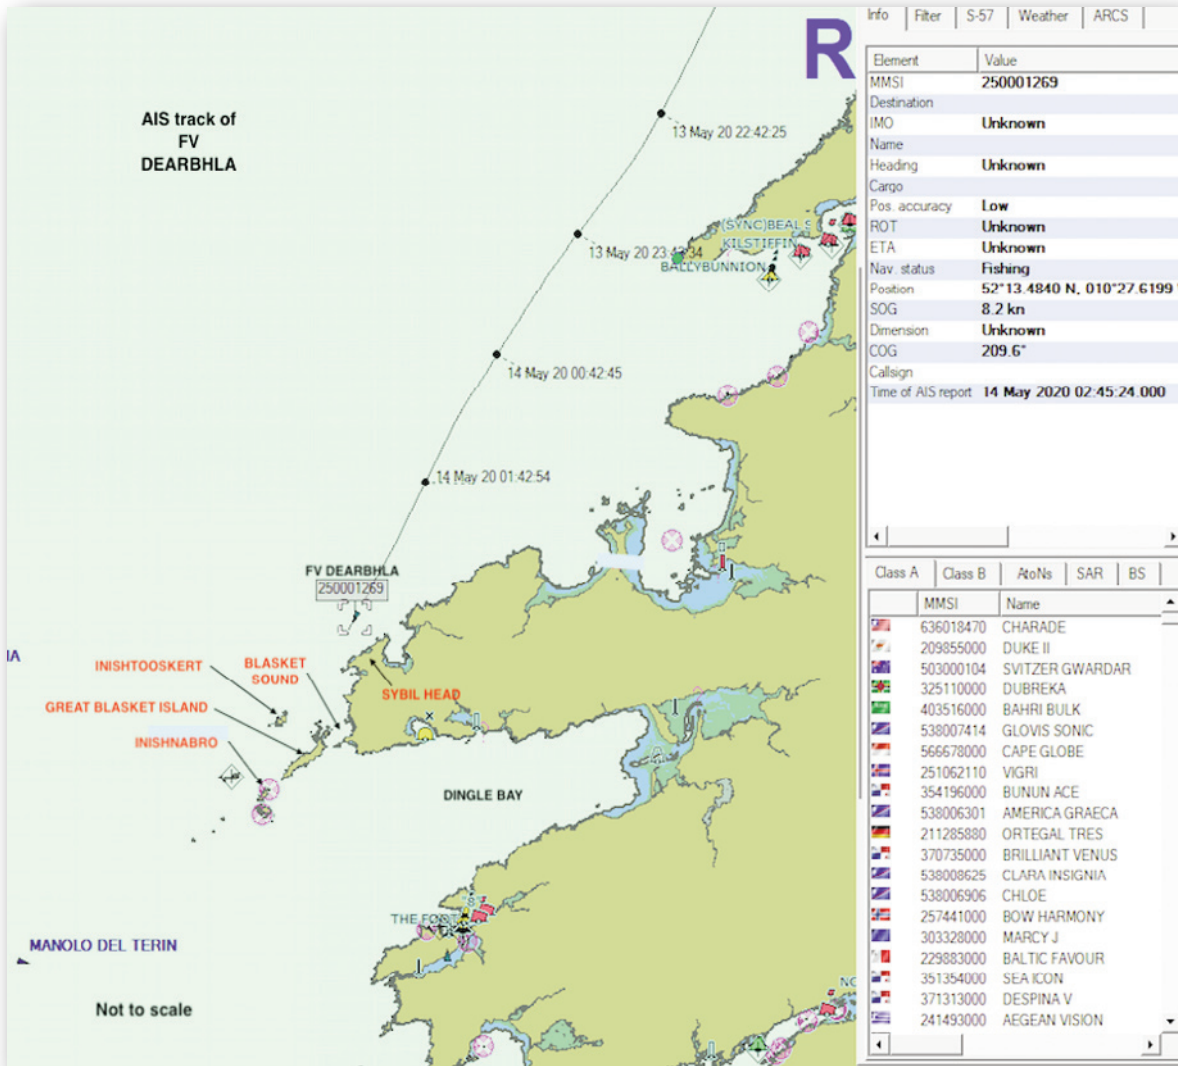 R
AIS track of
FV
DEARBHLA
13 May 20 22:42:25
(SYNC)BEAL S
KILSTIFFIN
13 May 20 23:42:34
BALLYBUNNION
14 May 20 00:42:45
14 May 20 01:42:54
FV DEARBHLA
250001269
IA
INISHTOOSKERT
BLASKET
SOUND
SYBIL HEAD
GREAT BLASKET ISLAND
INISHNABRO
DINGLE BAY
"8"
THE FOOT
MANOLO DEL TERIN
NO
Not to scale
Info Filter S-57 Weather ARCS
Element Value
MMSI 250001269
Destination
IMO Unknown
Name
Heading Unknown
Cargo
Pos. accuracy Low
ROT Unknown
ETA Unknown
Nav. status Fishing
Position 52°13.4840 N, 010°27.6199
SOG 8.2 kn
Dimension Unknown
COG 209.6°
Callsign
Time of AIS report 14 May 2020 02:45:24.000
Class A Class B AtoNs SAR BS
MMSI Name
636018470 CHARADE
209855000 DUKE II
503000104 SVITZER GWARDAR
325110000 DUBREKA
403516000 BAHRI BULK
538007414 GLOVIS SONIC
566678000 CAPE GLOBE
251062110 VIGRI
354196000 BUNUN ACE
538006301 AMERICA GRAECA
211285880 ORTEGAL TRES
370735000 BRILLIANT VENUS
538008625 CLARA INSIGNIA
538006906 CHLOE
257441000 BOW HARMONY
303328000 MARCY J
229883000 BALTIC FAVOUR
351354000 SEA ICON
371313000 DESPINA V
241493000 AEGEAN VISION